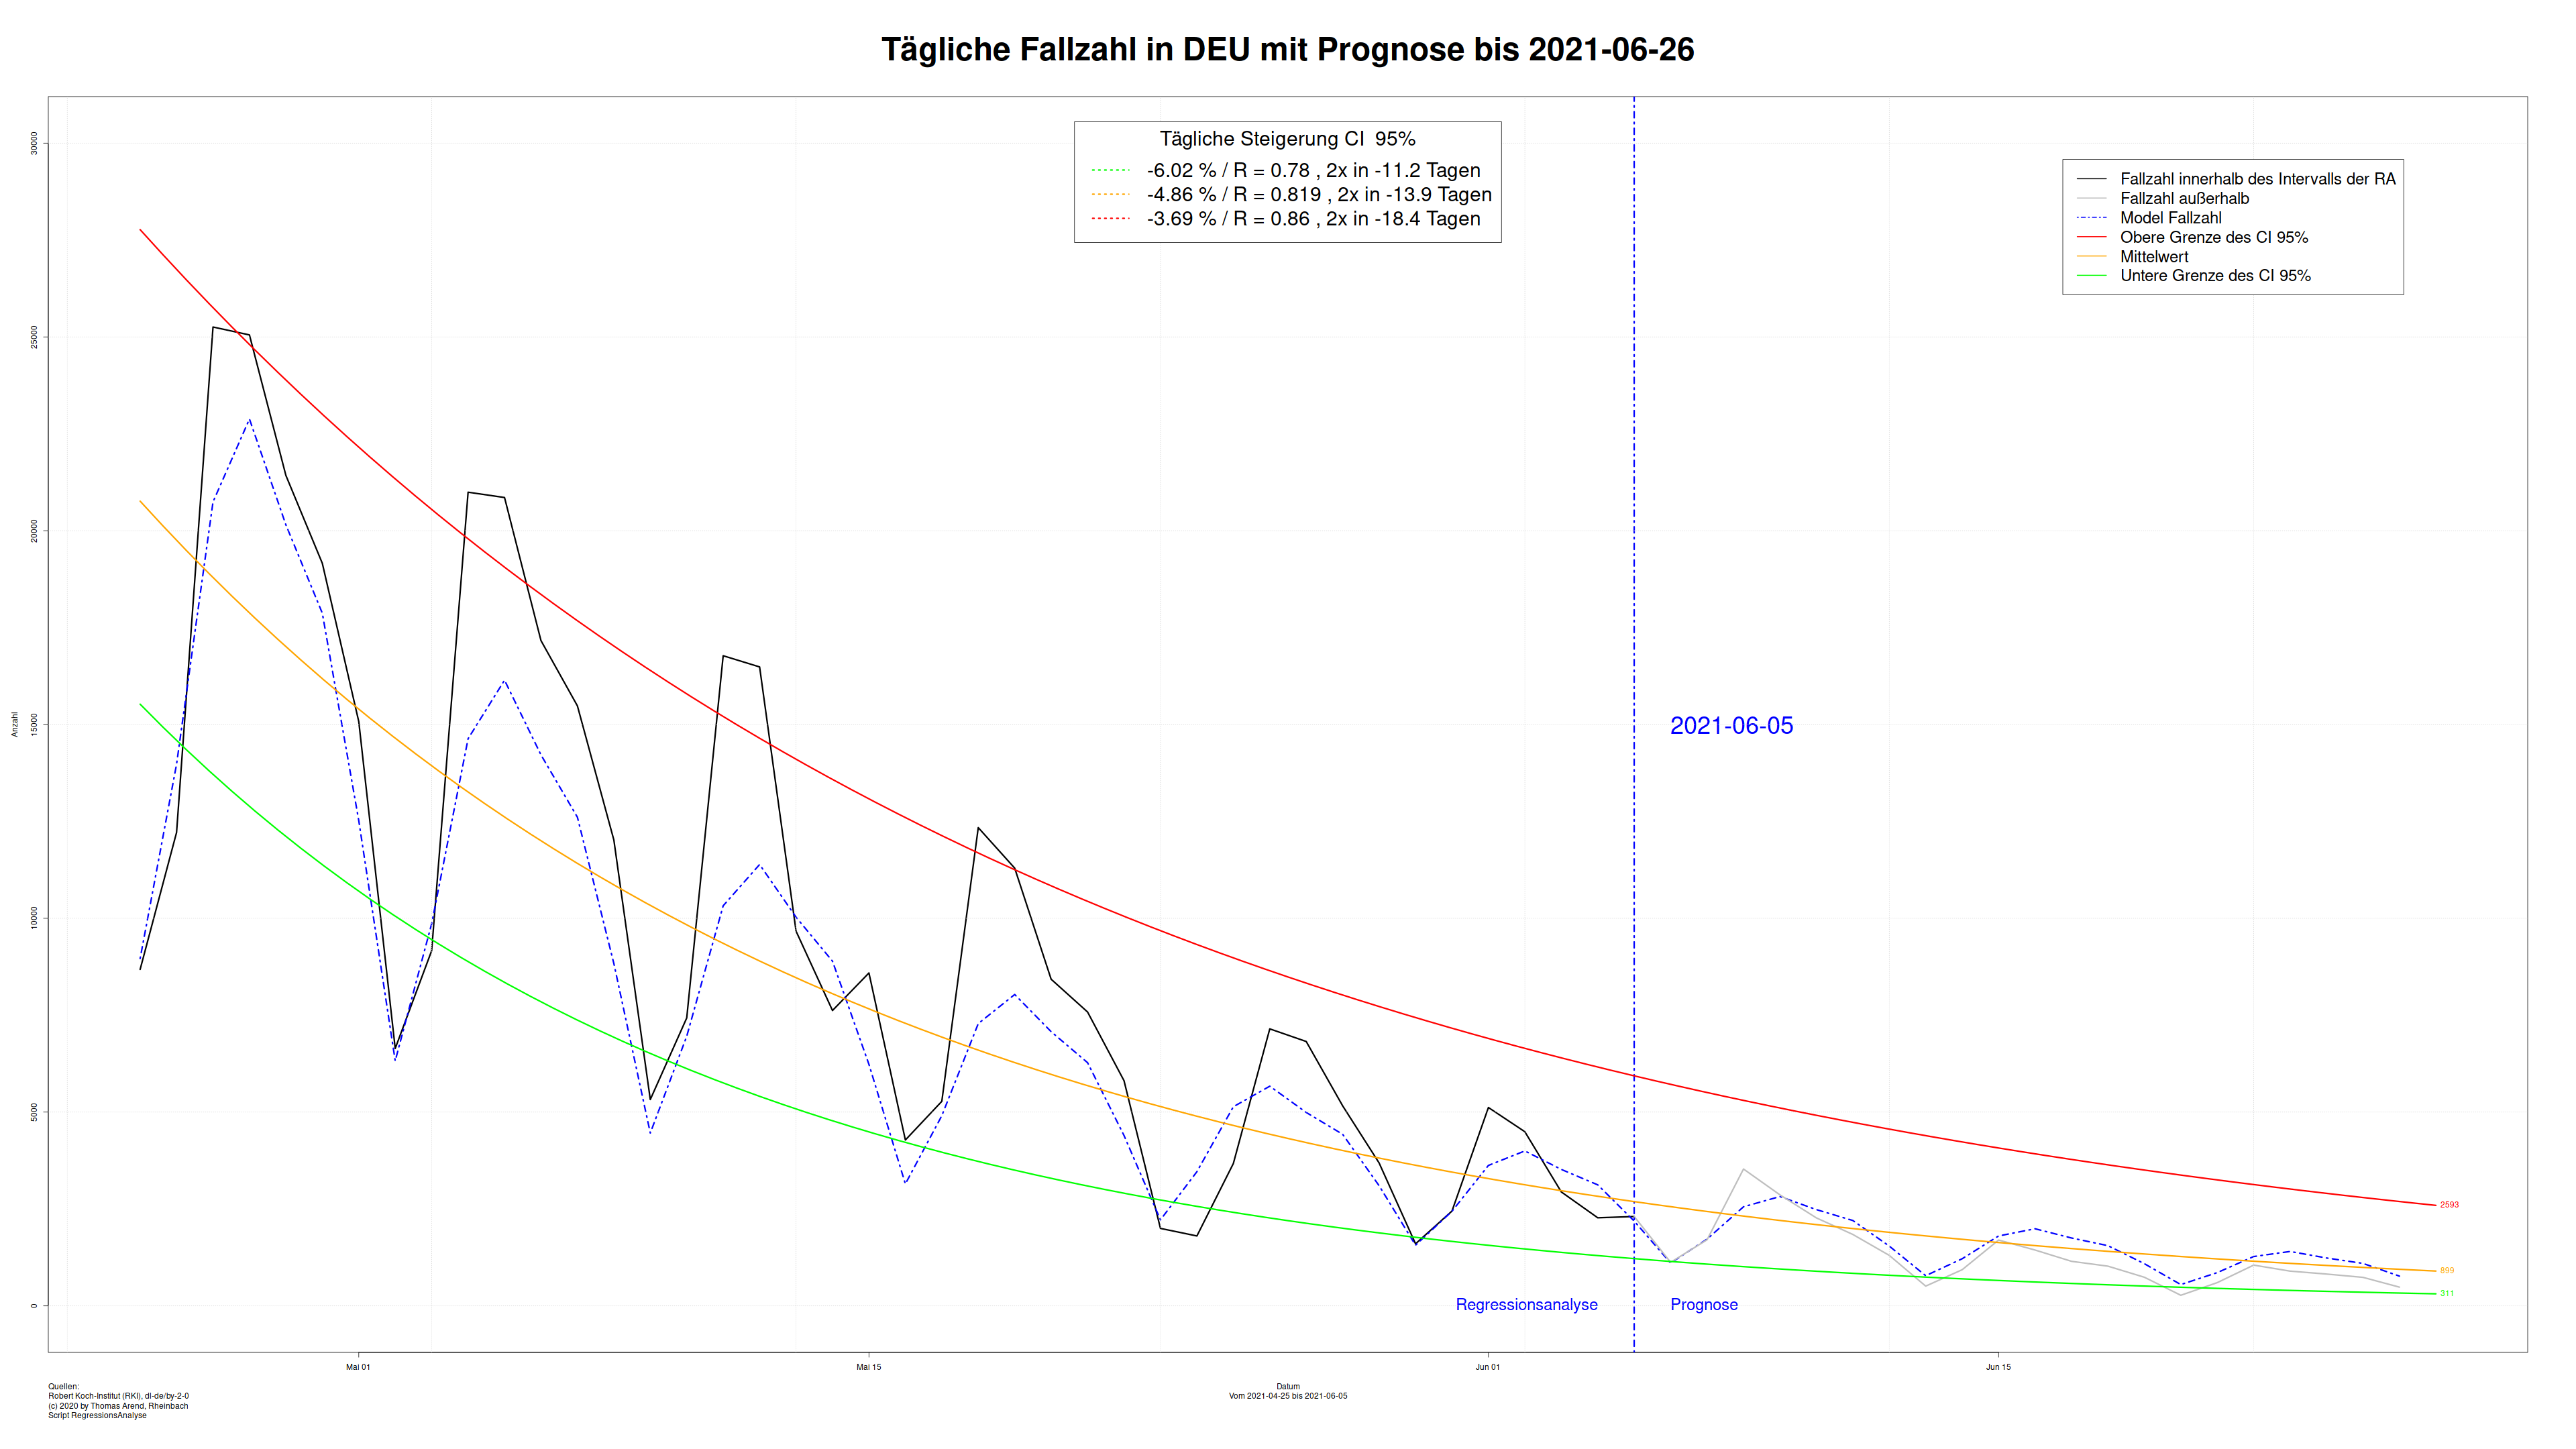 Tägliche Fallzahl in DEU mit Prognose bis 2021-06-26
Tägliche Steigerung CI  95%
-6.02 % / R = 0.78 , 2x in -11.2 Tagen
-4.86 % / R = 0.819 , 2x in -13.9 Tagen
-3.69 % / R = 0.86 , 2x in -18.4 Tagen
Fallzahl innerhalb des Intervalls der RA
Fallzahl außerhalb
Model Fallzahl
Obere Grenze des CI 95%
Mittelwert
Untere Grenze des CI 95%
Anzahl
30000
25000
20000
15000
10000
5000
0
2021-06-05
Regressionsanalyse
Prognose
2593
899
311
Mai 01
Mai 15
Jun 01
Jun 15
Datum
Vom 2021-04-25 bis 2021-06-05
Quellen:
Robert Koch-Institut (RKI), dl-de/by-2-0
(c) 2020 by Thomas Arend, Rheinbach
Script RegressionsAnalyse